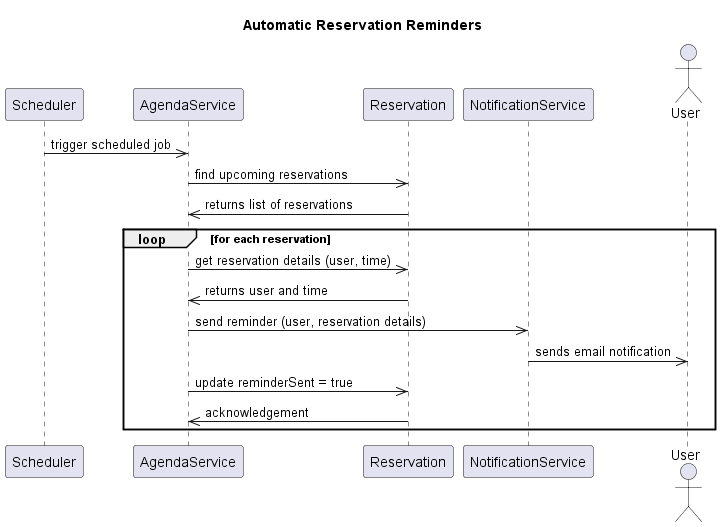 Automatic Reservation Reminders
User
Scheduler
AgendaService
Reservation
NotificationService
trigger scheduled job
find upcoming reservations
returns list of reservations
loop
[for each reservation]
get reservation details (user, time)
returns user and time
send reminder (user, reservation details)
sends email notification
update reminderSent = true
acknowledgement
Scheduler
AgendaService
Reservation
NotificationService
User